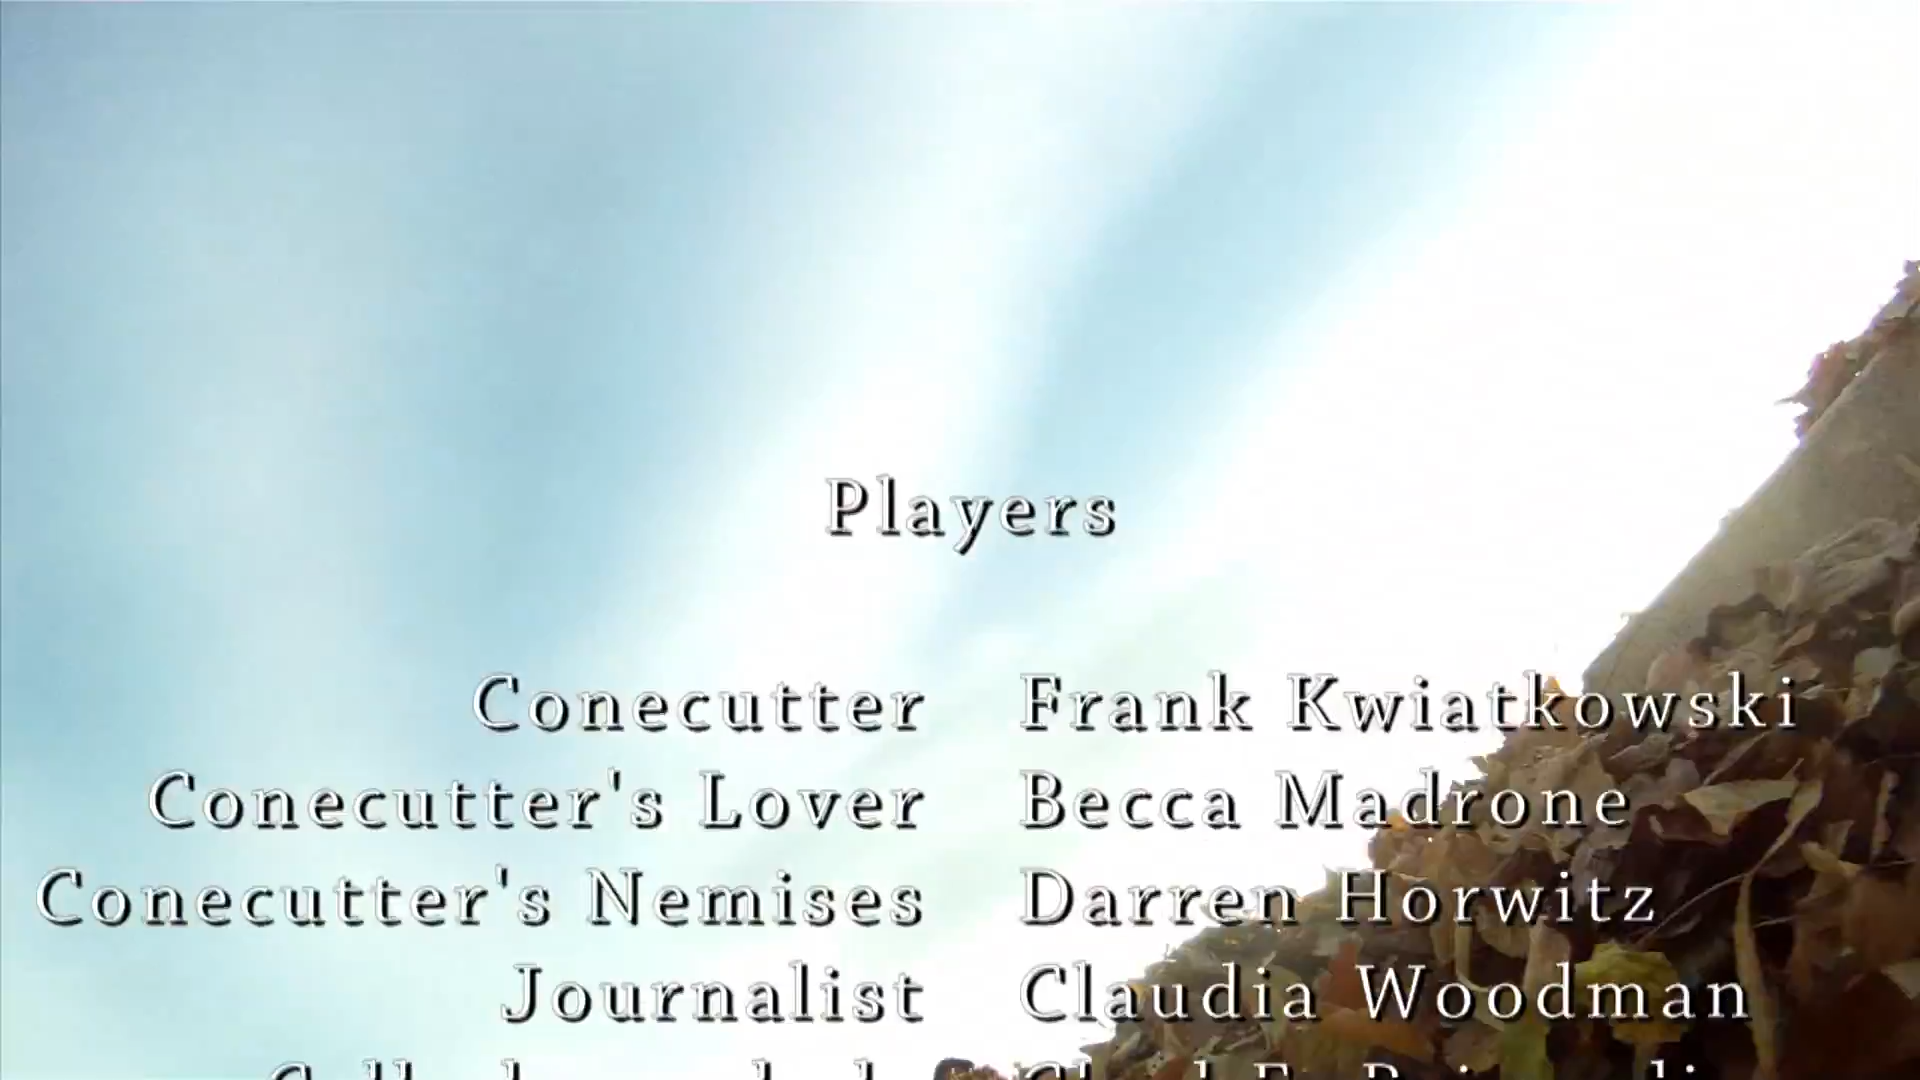 Players
Conecutter Frank Kwiatkowski
Conecutter's Lover Becca Madrone
Conecutter's Nemises Darren Horwitz
Journalist Claudia Woodman